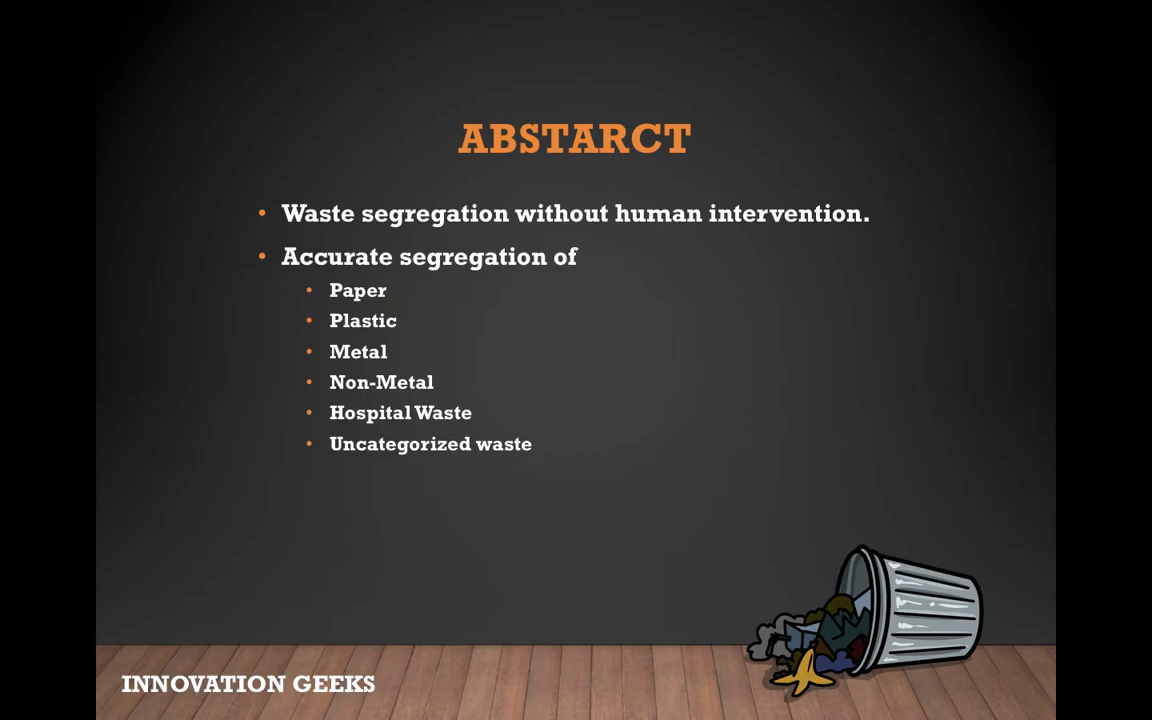 ABSTARCT
• Waste segregation without human intervention.
• Accurate segregation of
• Paper
• Plastic
• Metal
• Non-Metal
• Hospital Waste
• Uncategorized waste
INNOVATION GEEKS